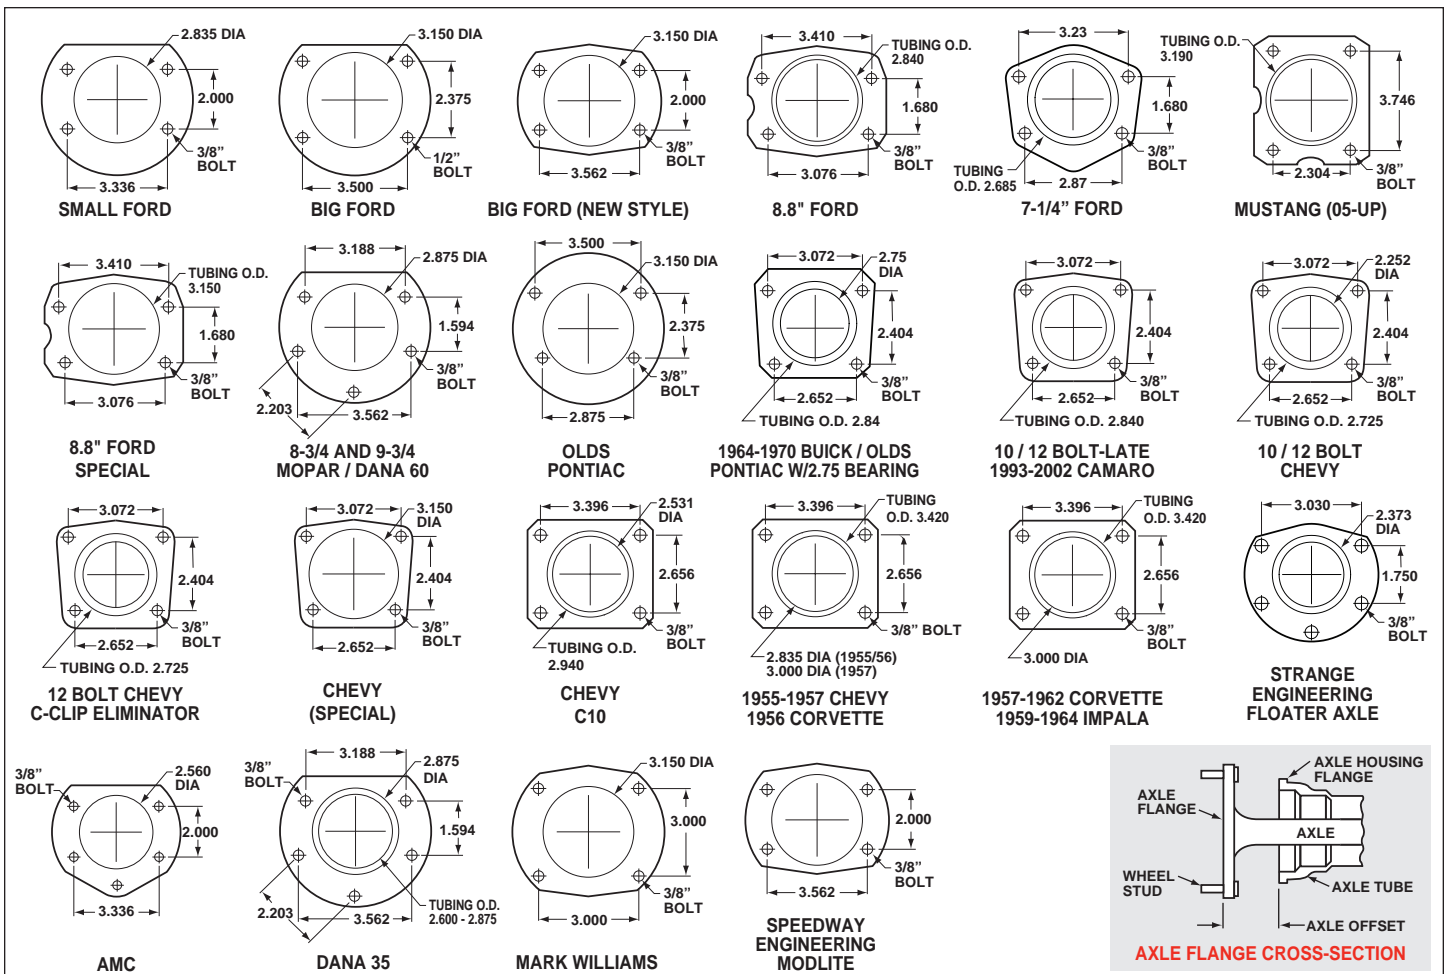 2.835 DIA
2.000
3/8”
BOLT
3.336
SMALL FORD
3.150 DIA
2.375
1/2”
BOLT
3.500
BIG FORD
3.150 DIA
2.000
3/8”
BOLT
3.562
BIG FORD (NEW STYLE)
3.410
TUBING O.D.
2.840
1.680
3/8”
BOLT
3.076
8.8" FORD
3.23
1.680
3/8”
BOLT
TUBING
O.D. 2.685
2.87
7-1/4” FORD
TUBING O.D.
3.190
3.746
3/8”
BOLT
2.304
MUSTANG (05-UP)
3.410
TUBING O.D.
3.150
1.680
3/8”
BOLT
3.076
8.8" FORD
SPECIAL
3.188
2.875 DIA
1.594
3/8”
BOLT
2.203
3.562
8-3/4 AND 9-3/4
MOPAR / DANA 60
3.500
3.150 DIA
2.375
3/8”
BOLT
2.875
OLDS
PONTIAC
3.072
2.75
DIA
2.404
3/8”
BOLT
2.652
TUBING O.D. 2.84
1964-1970 BUICK / OLDS
PONTIAC W/2.75 BEARING
3.072
2.404
3/8”
BOLT
2.652
TUBING O.D. 2.840
10 / 12 BOLT-LATE
1993-2002 CAMARO
3.072
2.252
DIA
2.404
3/8”
BOLT
2.652
TUBING O.D. 2.725
10 / 12 BOLT
CHEVY
3.072
2.404
3/8”
BOLT
2.652
TUBING O.D. 2.725
12 BOLT CHEVY
C-CLIP ELIMINATOR
3.072
3.150
DIA
2.404
3/8”
BOLT
2.652
CHEVY
(SPECIAL)
3.396
2.531
DIA
2.656
3/8”
BOLT
TUBING O.D.
2.940
CHEVY
C10
3.396
TUBING
O.D. 3.420
2.656
3/8” BOLT
2.835 DIA (1955/56)
3.000 DIA (1957)
1955-1957 CHEVY
1956 CORVETTE
3.396
TUBING
O.D. 3.420
2.656
3/8”
BOLT
3.000 DIA
1957-1962 CORVETTE
1959-1964 IMPALA
3.030
2.373
DIA
1.750
3/8”
BOLT
STRANGE
ENGINEERING
FLOATER AXLE
3/8”
BOLT
2.560
DIA
2.000
3.336
AMC
3/8”
BOLT
3.188
2.875
DIA
1.594
2.203
3.562
TUBING O.D.
2.600 - 2.875
DANA 35
3.150 DIA
3.000
3/8”
BOLT
3.000
MARK WILLIAMS
2.000
3/8”
BOLT
3.562
SPEEDWAY
ENGINEERING
MODLITE
AXLE HOUSING
FLANGE
AXLE
FLANGE
AXLE
WHEEL
STUD
AXLE TUBE
AXLE OFFSET
AXLE FLANGE CROSS-SECTION